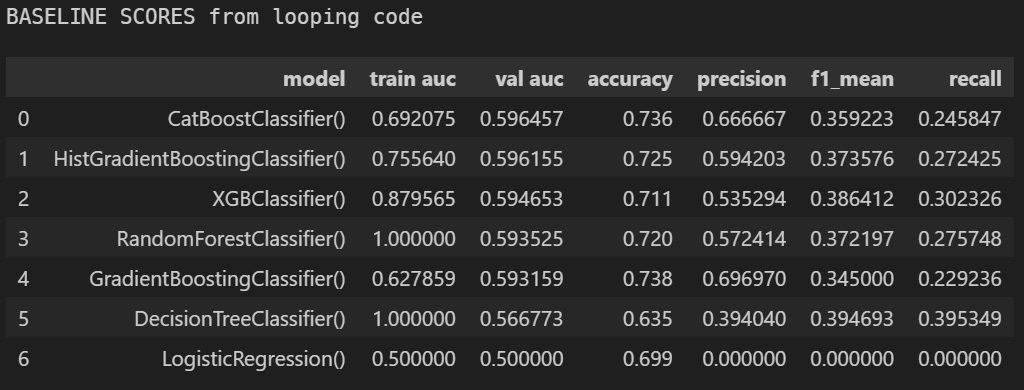 BASELINE SCORES from looping code
model train auc val auc accuracy precision f1_mean recall
0 CatBoostClassifier() 0.692075 0.596457 0.736 0.666667 0.359223 0.245847
1 HistGradientBoostingClassifier() 0.755640 0.596155 0.725 0.594203 0.373576 0.272425
2 XGBClassifier() 0.879565 0.594653 0.711 0.535294 0.386412 0.302326
3 RandomForestClassifier() 1.000000 0.593525 0.720 0.572414 0.372197 0.275748
4 GradientBoostingClassifier() 0.627859 0.593159 0.738 0.696970 0.345000 0.229236
5 DecisionTreeClassifier() 1.000000 0.566773 0.635 0.394040 0.394693 0.395349
6 LogisticRegression() 0.500000 0.500000 0.699 0.000000 0.000000 0.000000